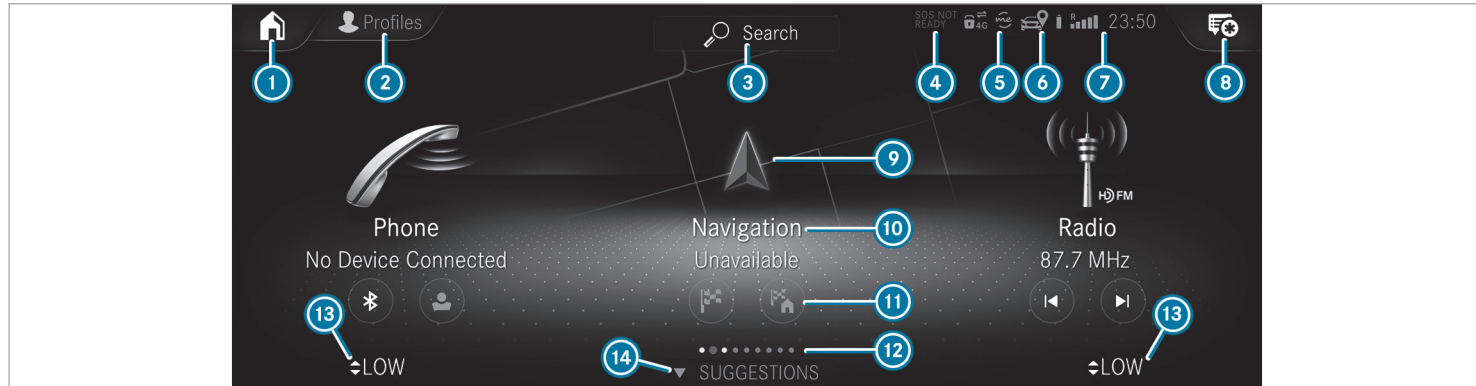 Profiles
Search
SOS NOT
READY
4G
me
R
23:50
1
2
3
4
5
6
7
8
9
HD FM
Phone
Navigation
10
Radio
No Device Connected
Unavailable
87.7 MHz
11
13
13
12
14
LOW
SUGGESTIONS
LOW